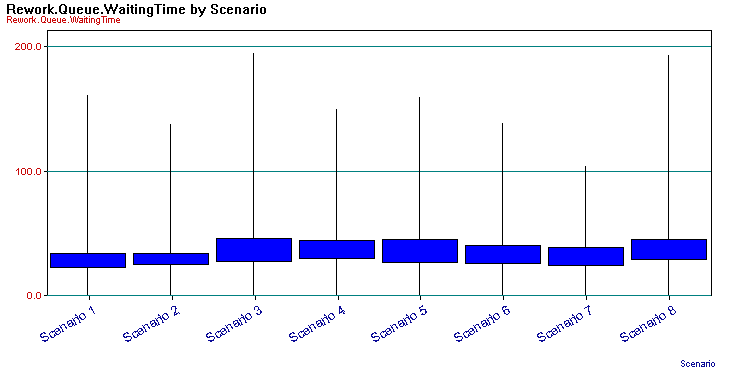 Rework.Queue.WaitingTime by Scenario
Rework.Queue.WaitingTime
200.0
100.0
0.0
Scenario 1
Scenario 2
Scenario 3
Scenario 4
Scenario 5
Scenario 6
Scenario 7
Scenario 8
Scenario